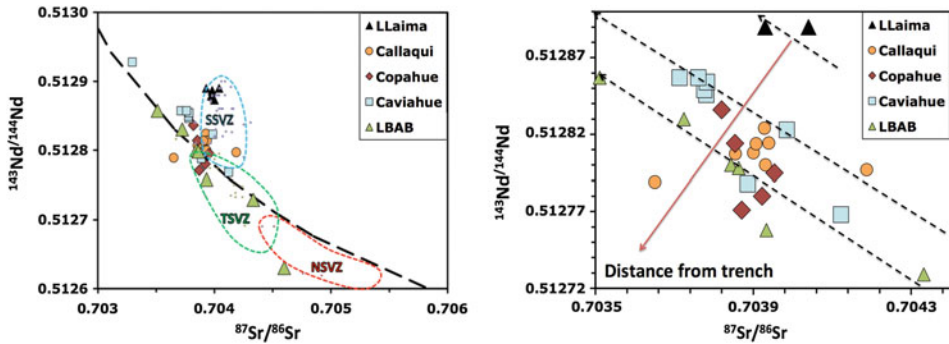 0.5130
0.5129
0.5128
0.5127
0.5126
0.703
0.704
0.705
0.706
143Nd/144Nd
87Sr/86Sr
LLaima
Callaqui
Copahue
Caviahue
LBAB
SSVZ
TSVZ
NSVZ
0.51287
0.51282
0.51277
0.51272
0.7035
0.7039
0.7043
143Nd/144Nd
87Sr/86Sr
LLaima
Callaqui
Copahue
Caviahue
LBAB
Distance from trench